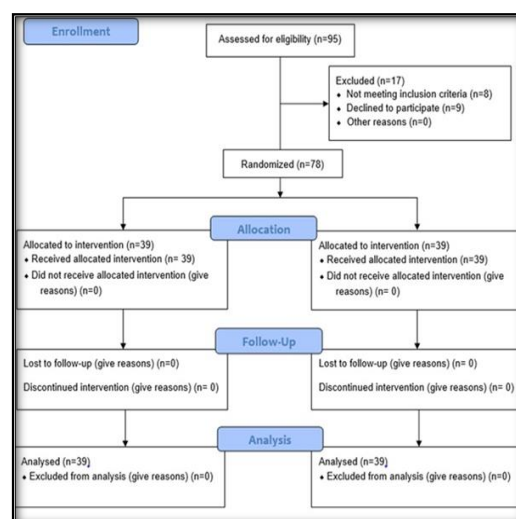 Enrollment
Assessed for eligibility (n=95)
Excluded (n=17)
♦ Not meeting inclusion criteria (n=8)
♦ Declined to participate (n=9)
♦ Other reasons (n=0)
Randomized (n=78)
Allocation
Allocated to intervention (n=39)
♦ Received allocated intervention (n= 39)
♦ Did not receive allocated intervention (give
reasons) (n=0)
Allocated to intervention (n=39)
♦ Received allocated intervention (n=39)
♦ Did not receive allocated intervention (give
reasons) (n= 0)
Follow-Up
Lost to follow-up (give reasons) (n=0)
Discontinued intervention (give reasons) (n= 0)
Lost to follow-up (give reasons) (n= 0)
Discontinued intervention (give reasons) (n= 0)
Analysis
Analysed (n=39)
♦ Excluded from analysis (give reasons) (n=0)
Analysed (n=39)
♦ Excluded from analysis (give reasons) (n=0)